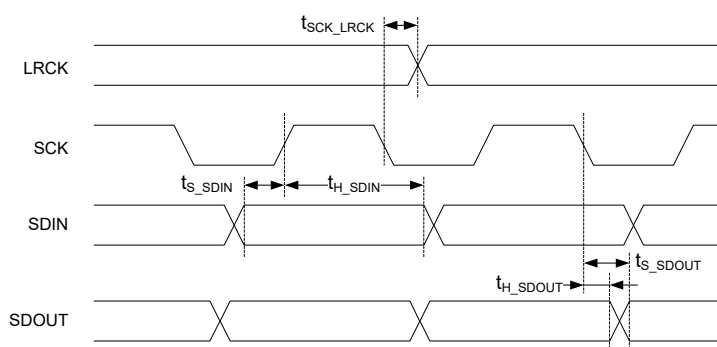 tSCK_LRCK
LRCK
SCK
tS_SDIN tH_SDIN
SDIN
tS_SDOUT
tH_SDOUT
SDOUT